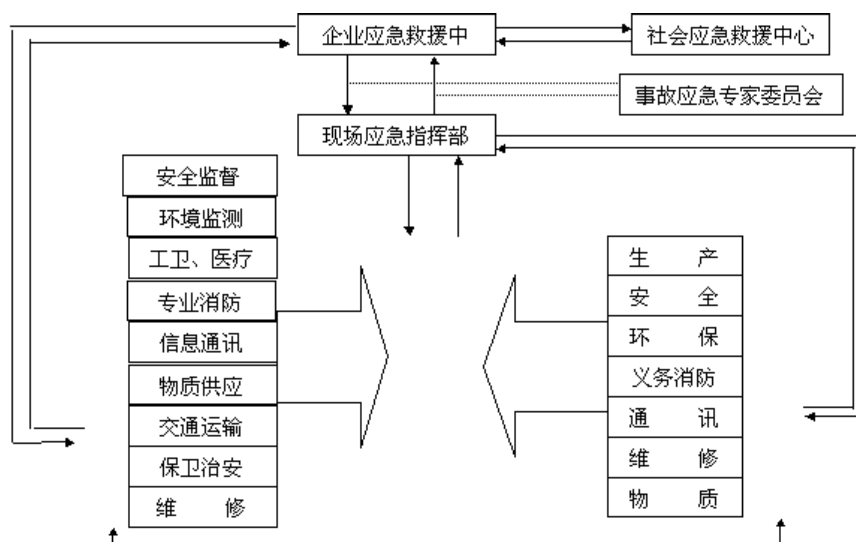 企业应急救援中
社会应急救援中心
事故应急专家委员会
现场应急指挥部
安全监督
环境监测
工卫、医疗
专业消防
信息通讯
物质供应
交通运输
保卫治安
维 修
生 产
安 全
环 保
义务消防
通 讯
维 修
物 质